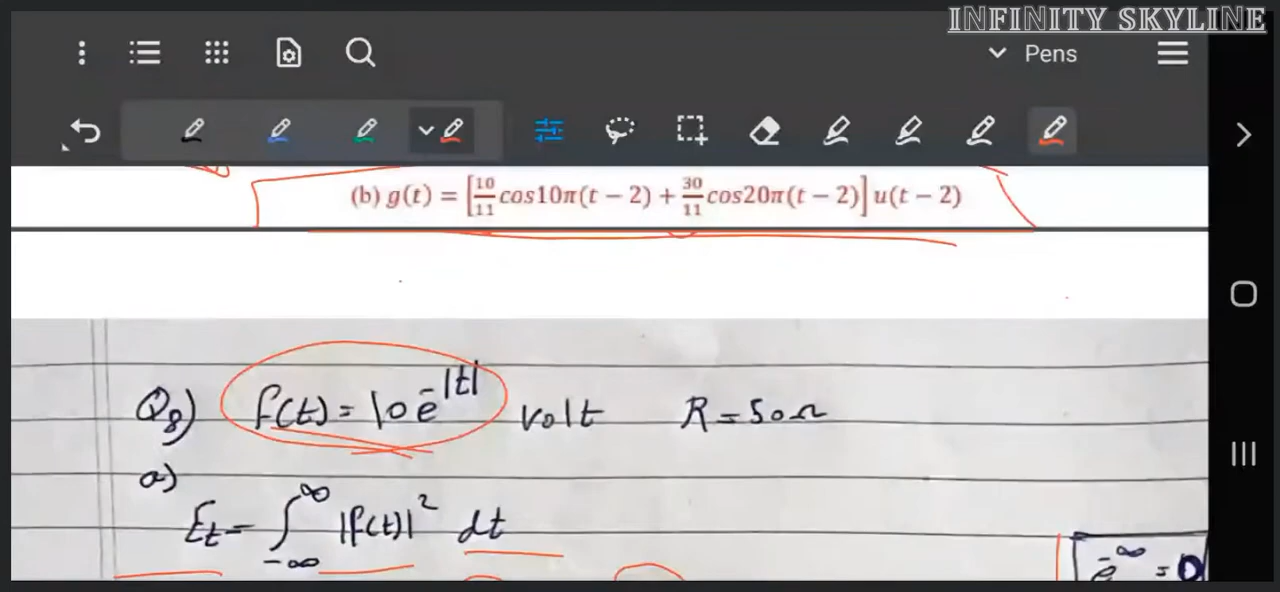 INFINITY SKYLINE
Pens
(b) g(t) = [10/11 cos10π(t − 2) + 30/11 cos20π(t − 2)] u(t − 2)
Q8) f(t) = 10 e^-|t| volt R = 50Ω
a)
Et = ∫_-∞^∞ |f(t)|² dt
e^-∞ = 0